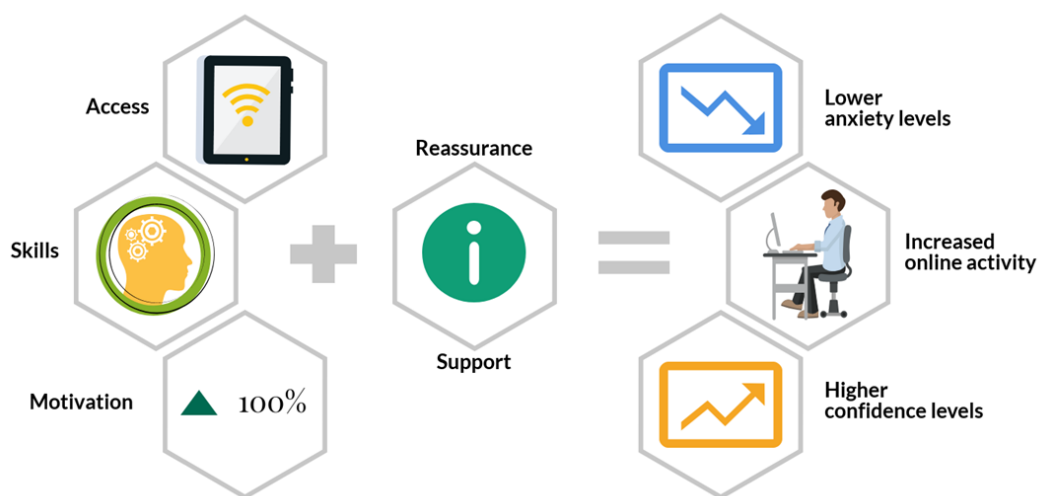 Access
Skills
Motivation
100%
Reassurance
Support
Lower
anxiety levels
Increased
online activity
Higher
confidence levels